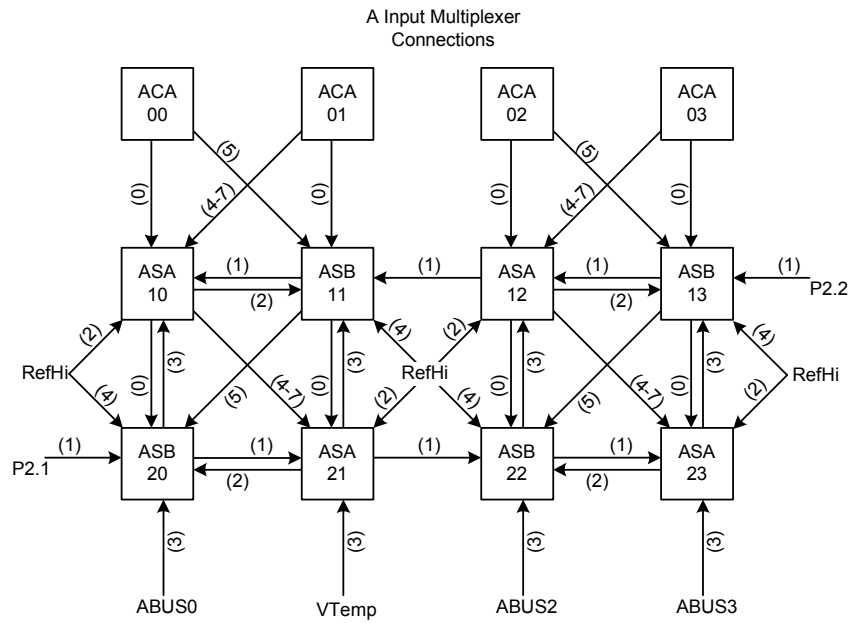 A Input Multiplexer
Connections
ACA
00
ACA
01
ACA
02
ACA
03
(5)
(5)
(0)
(4-7)
(0)
(0)
(4-7)
(0)
ASA
10
(1)
(2)
ASB
11
(1)
ASA
12
(1)
(2)
ASB
13
(1)
P2.2
(2)
RefHi
(4)
(0)
(3)
(5)
(4-7)
(0)
(3)
(4)
(2)
RefHi
(2)
(4)
(0)
(3)
(5)
(4-7)
(0)
(3)
(4)
RefHi
(2)
P2.1
(1)
ASB
20
(1)
(2)
ASA
21
(1)
ASB
22
(1)
(2)
ASA
23
(3)
(3)
(3)
(3)
ABUS0
VTemp
ABUS2
ABUS3